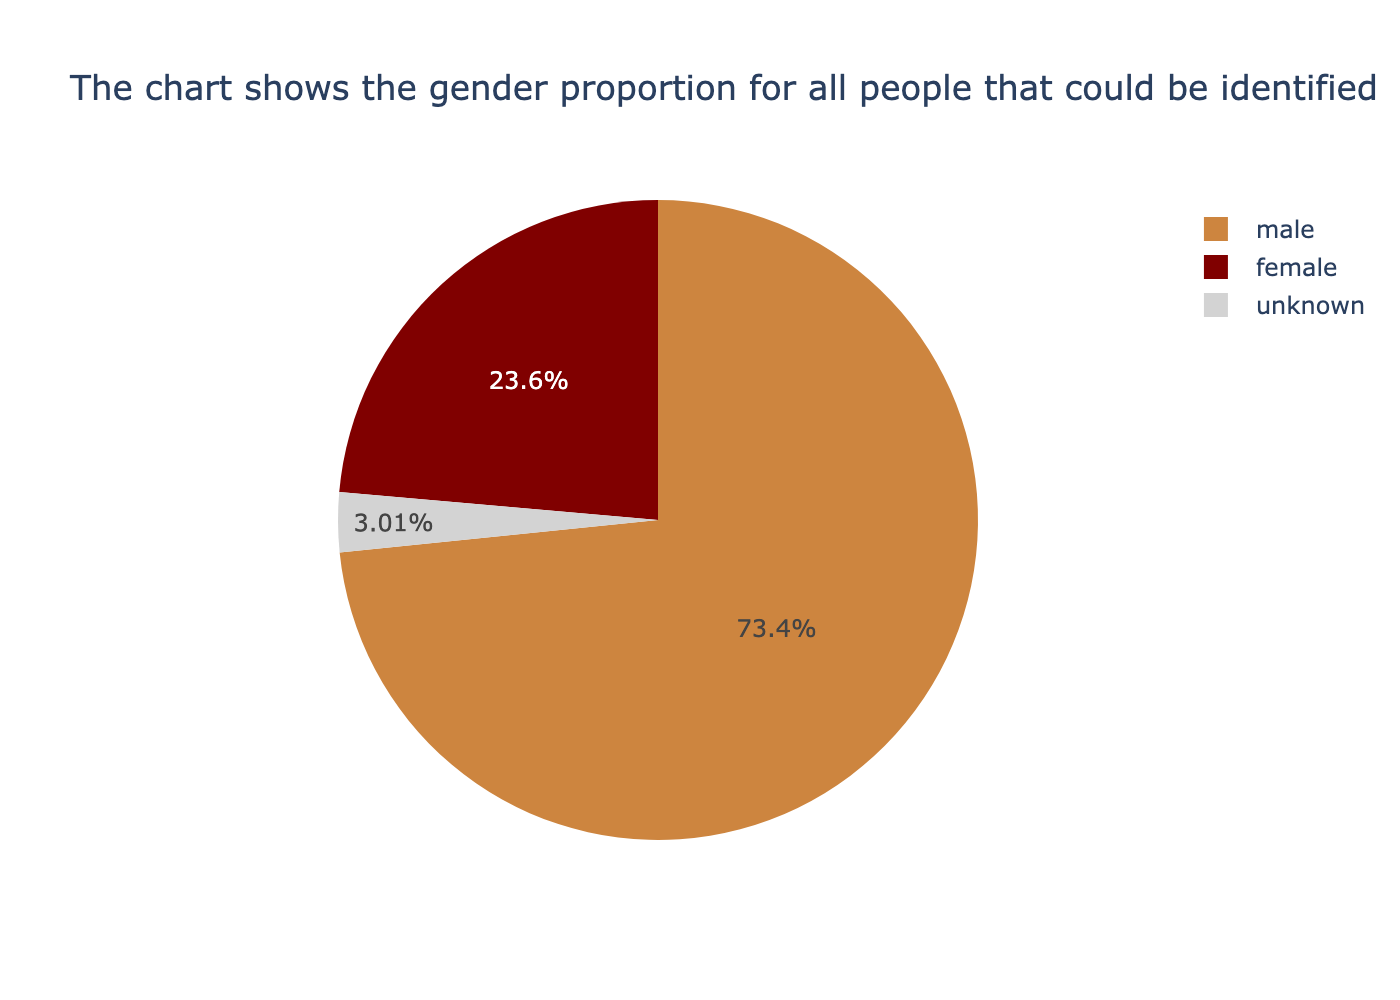 The chart shows the gender proportion for all people that could be identified
male
female
unknown
23.6%
3.01%
73.4%